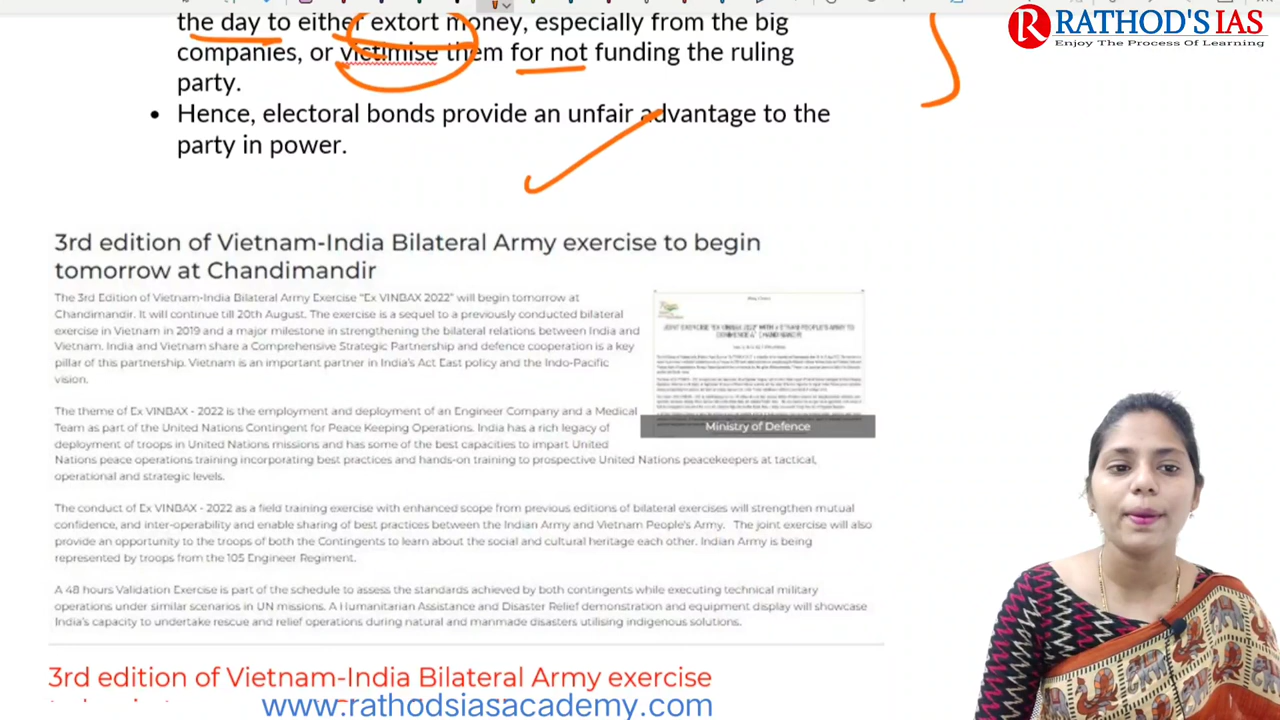 the day to either extort money, especially from the big
companies, or victimise them for not funding the ruling
party.
• Hence, electoral bonds provide an unfair advantage to the
party in power.
RATHOD'S IAS
Enjoy The Process Of Learning
3rd edition of Vietnam-India Bilateral Army exercise to begin
tomorrow at Chandimandir
The 3rd Edition of Vietnam-India Bilateral Army Exercise "Ex VINBAX 2022" will begin tomorrow at
Chandimandir. It will continue till 20th August. The exercise is a sequel to a previously conducted bilateral
exercise in Vietnam in 2019 and a major milestone in strengthening the bilateral relations between India and
Vietnam. India and Vietnam share a Comprehensive Strategic Partnership and defence cooperation is a key
pillar of this partnership. Vietnam is an important partner in India's Act East policy and the Indo-Pacific
vision.
The theme of Ex VINBAX - 2022 is the employment and deployment of an Engineer Company and a Medical
Team as part of the United Nations Contingent for Peace Keeping Operations. India has a rich legacy of
deployment of troops in United Nations missions and has some of the best capacities to impart United
Nations peace operations training incorporating best practices and hands-on training to prospective United Nations peacekeepers at tactical,
operational and strategic levels.
Ministry of Defence
The conduct of Ex VINBAX - 2022 as a field training exercise with enhanced scope from previous editions of bilateral exercises will strengthen mutual
confidence, and inter-operability and enable sharing of best practices between the Indian Army and Vietnam People's Army. The joint exercise will also
provide an opportunity to the troops of both the Contingents to learn about the social and cultural heritage each other. Indian Army is being
represented by troops from the 105 Engineer Regiment.
A 48 hours Validation Exercise is part of the schedule to assess the standards achieved by both contingents while executing technical military
operations under similar scenarios in UN missions. A Humanitarian Assistance and Disaster Relief demonstration and equipment display will showcase
India's capacity to undertake rescue and relief operations during natural and manmade disasters utilising indigenous solutions.
3rd edition of Vietnam-India Bilateral Army exercise
www.rathodsiasacademy.com